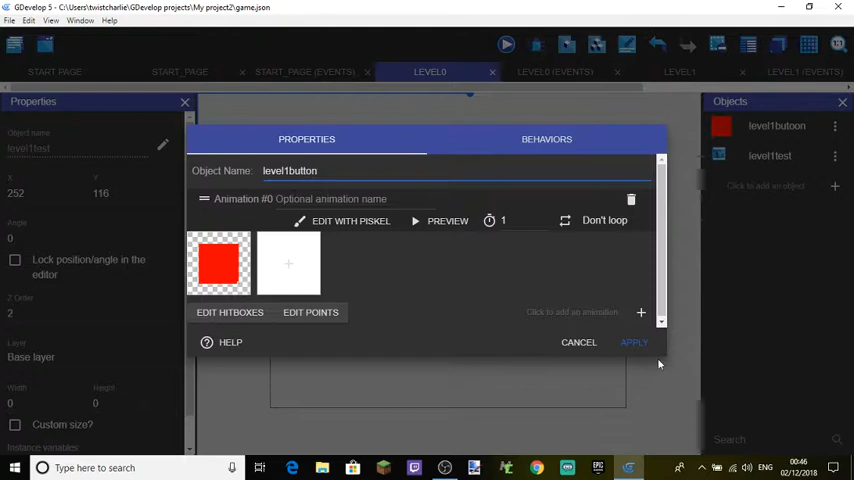 GDevelop 5 - C:\Users\twistcharlie\GDevelop projects\My project2\game.json
File Edit View Window Help
START PAGE START_PAGE START_PAGE (EVENTS) LEVEL0 LEVEL0 (EVENTS) LEVEL1 LEVEL1 (EVENTS)
Properties
Objects
Object name
level1test
X Y
252 116
Angle
0
Lock position/angle in the
editor
Z Order
2
Layer
Base layer
Width Height
0 0
Custom size?
Instance variables
PROPERTIES BEHAVIORS
Object Name: level1button
Animation #0 Optional animation name
EDIT WITH PISKEL PREVIEW 1 Don't loop
EDIT HITBOXES EDIT POINTS Click to add an animation
HELP CANCEL APPLY
level1butoon
level1test
Click to add an object
Search
Type here to search
ENG
00:46
02/12/2018